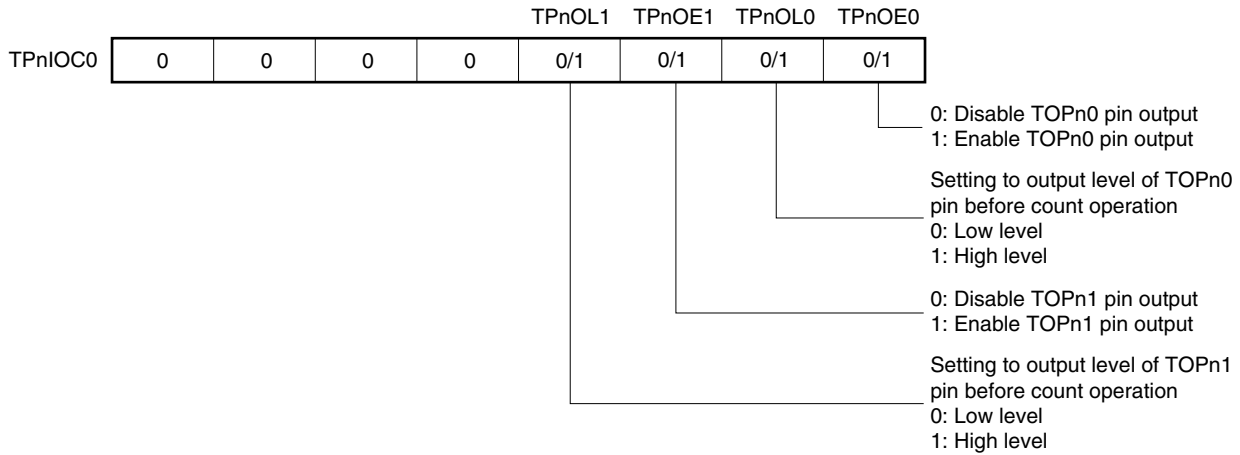 TPnOL1 TPnOE1 TPnOL0 TPnOE0
TPnIOC0 0 0 0 0 0/1 0/1 0/1 0/1
0: Disable TOPn0 pin output
1: Enable TOPn0 pin output
Setting to output level of TOPn0
pin before count operation
0: Low level
1: High level
0: Disable TOPn1 pin output
1: Enable TOPn1 pin output
Setting to output level of TOPn1
pin before count operation
0: Low level
1: High level